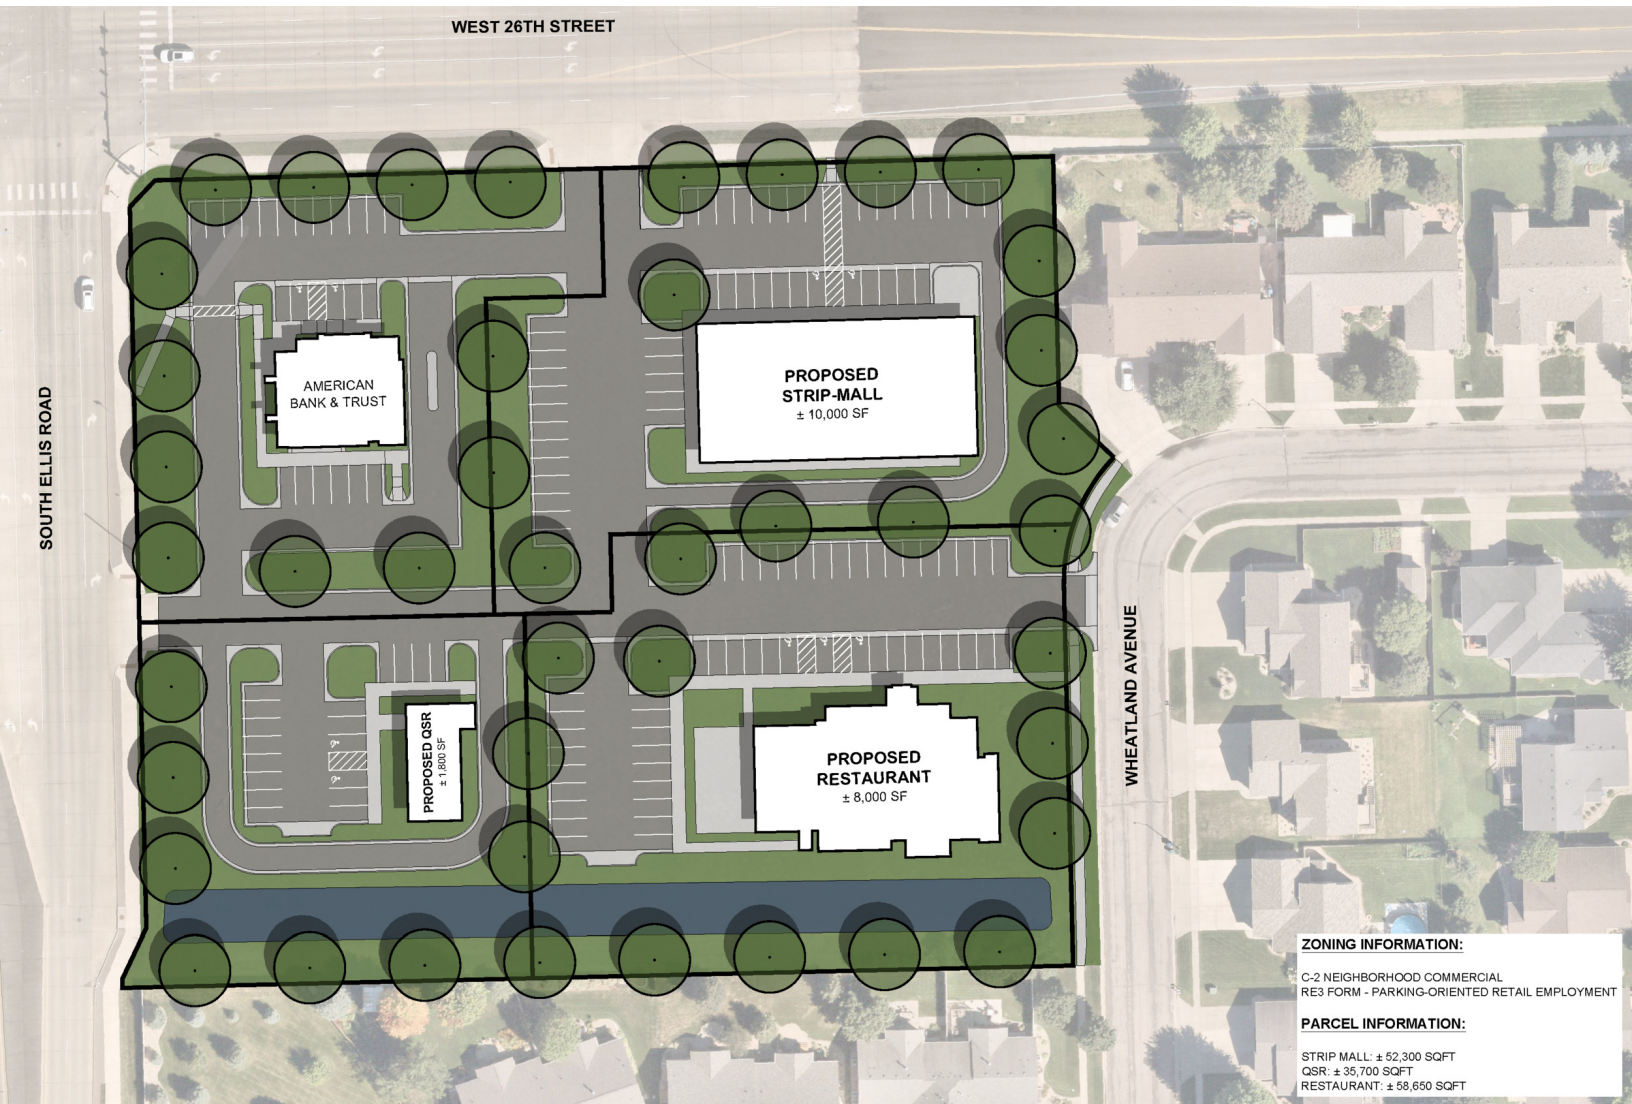 WEST 26TH STREET
SOUTH ELLIS ROAD
AMERICAN
BANK & TRUST
PROPOSED
STRIP-MALL
± 10,000 SF
PROPOSED QSR
± 1,800 SF
PROPOSED
RESTAURANT
± 8,000 SF
WHEATLAND AVENUE
ZONING INFORMATION:
C-2 NEIGHBORHOOD COMMERCIAL
RE3 FORM - PARKING-ORIENTED RETAIL EMPLOYMENT
PARCEL INFORMATION:
STRIP MALL: ± 52,300 SQFT
QSR: ± 35,700 SQFT
RESTAURANT: ± 58,650 SQFT